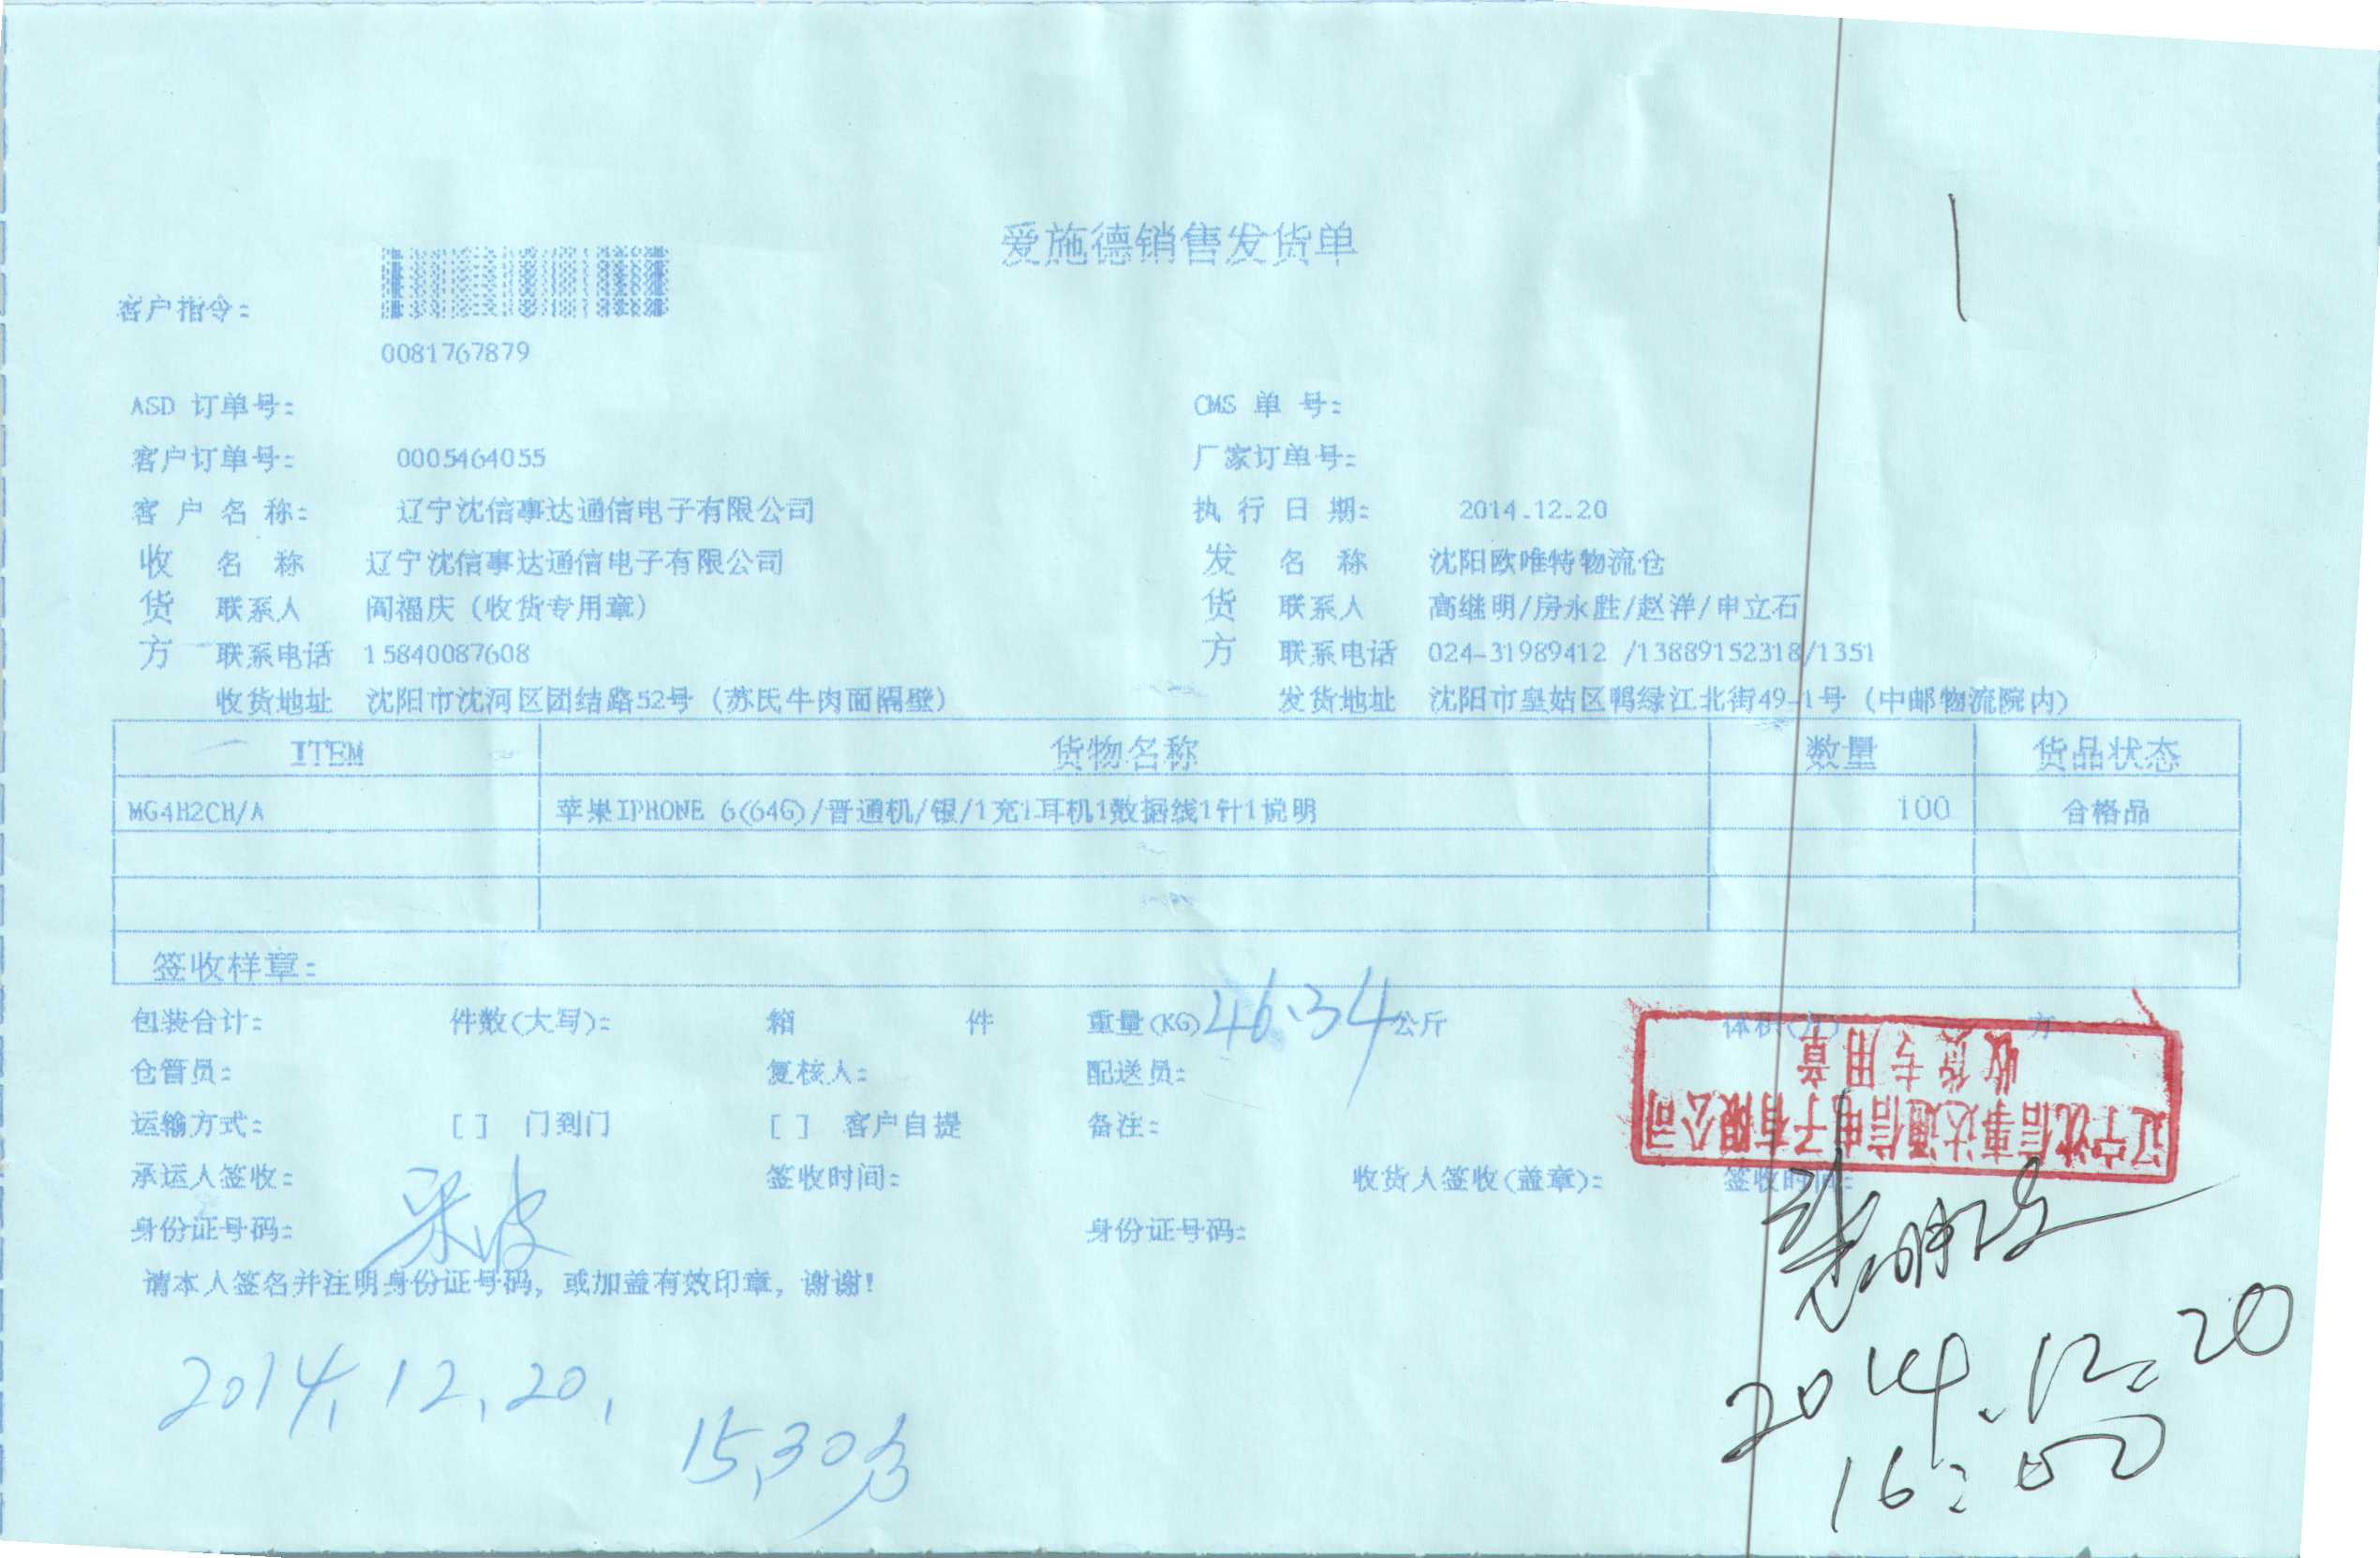 爱施德销售发货单
客户指令:
0081767879
ASD 订单号: CMS 单 号:
客户订单号: 0005464055 厂家订单号:
客 户 名 称: 辽宁沈信事达通信电子有限公司 执 行 日 期: 2014.12.20
收 名 称 辽宁沈信事达通信电子有限公司 发 名 称 沈阳欧唯特物流仓
货 联系人 阎福庆(收货专用章) 货 联系人 高继明/房永胜/赵洋/申立石
方 联系电话 15840087608 方 联系电话 024-31989412 /13889152318/1351
收货地址 沈阳市沈河区团结路52号(苏氏牛肉面隔壁) 发货地址 沈阳市皇姑区鸭绿江北街49-1号(中邮物流院内)
ITEM 货物名称 数量 货品状态
MG4H2CH/A 苹果IPHONE 6(64G)/普通机/银/1充1耳机1数据线1针1说明 100 合格品
签收样章:
包装合计: 件数(大写): 箱 件 重量(KG) 46.34 公斤 体积(方) 方
仓管员: 复核人: 配送员:
运输方式: [ ] 门到门 [ ] 客户自提 备注:
辽宁沈信事达通信电子有限公司
收货专用章
承运人签收: 签收时间: 收货人签收(盖章): 签收时间:
身份证号码: 身份证号码:
请本人签名并注明身份证号码, 或加盖有效印章, 谢谢!
2014.12.20.
15.30分
2014.12.20
16:00